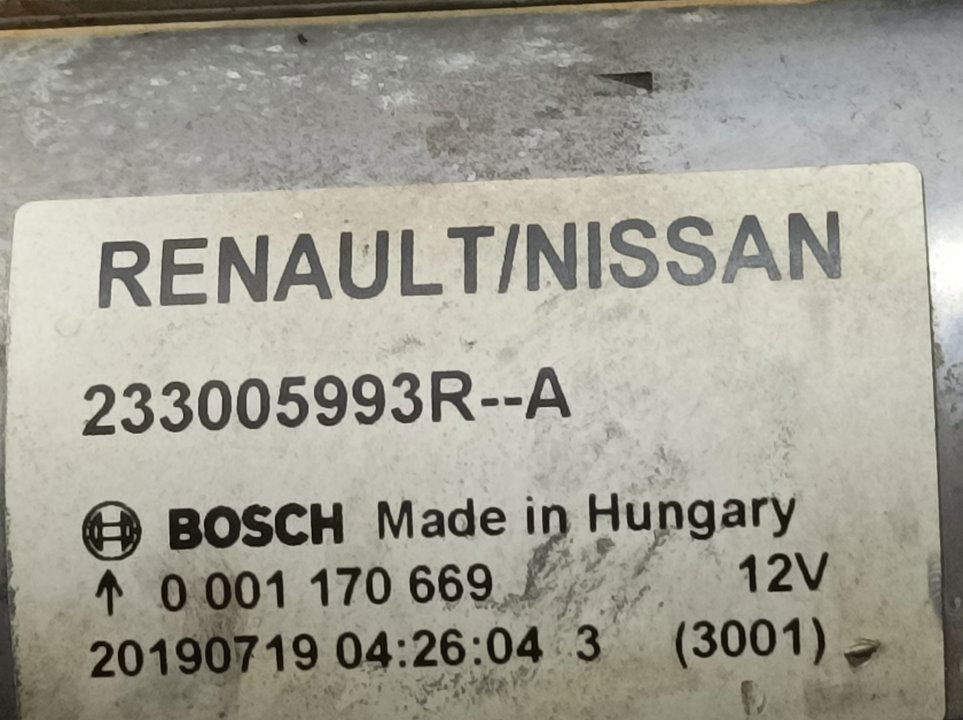 RENAULT/NISSAN
233005993R--A
BOSCH Made in Hungary
↑ 0 001 170 669 12V
20190719 04:26:04 3 (3001)